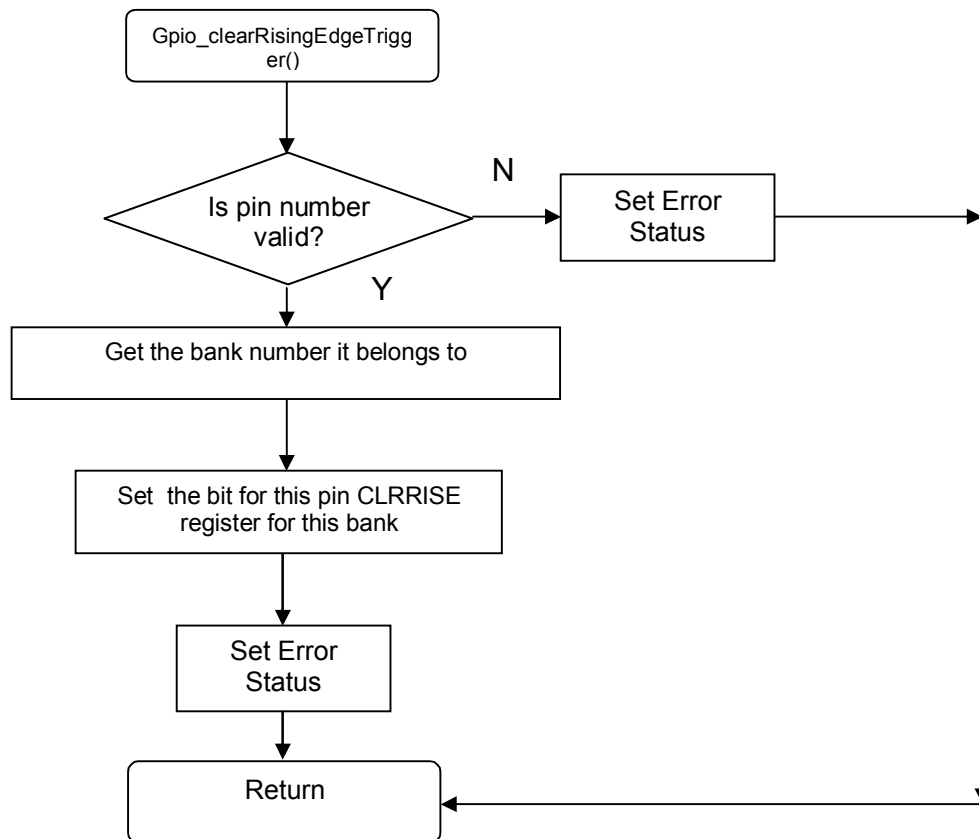 Gpio_clearRisingEdgeTrigg
er()
Is pin number
valid?
N
Set Error
Status
Y
Get the bank number it belongs to
Set  the bit for this pin CLRRISE
register for this bank
Set Error
Status
Return